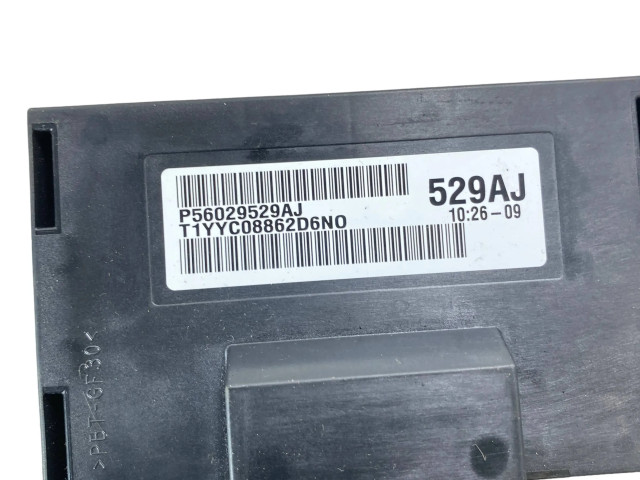 P56029529AJ
T1YYC08862D6NO
529AJ
10:26-09
>PBT-GF30<